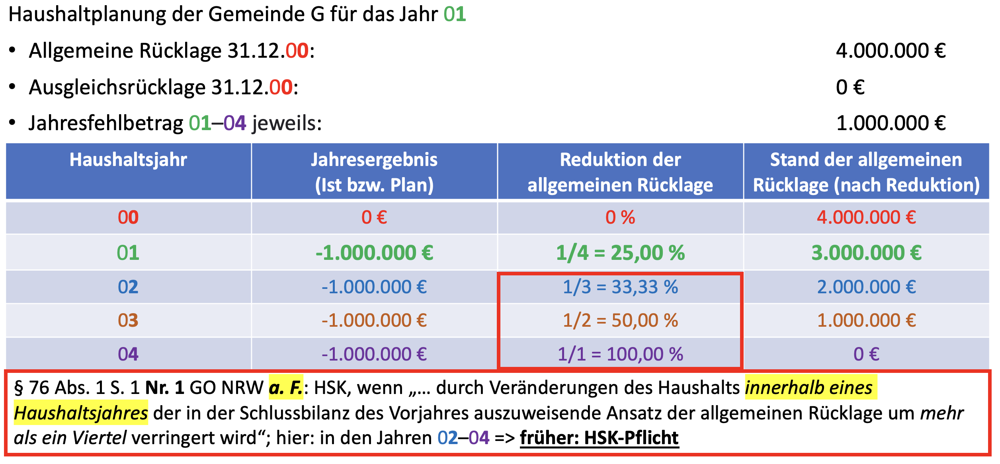 Haushaltplanung der Gemeinde G für das Jahr 01
• Allgemeine Rücklage 31.12.00: 4.000.000 €
• Ausgleichsrücklage 31.12.00: 0 €
• Jahresfehlbetrag 01–04 jeweils: 1.000.000 €
Haushaltsjahr Jahresergebnis (Ist bzw. Plan) Reduktion der allgemeinen Rücklage Stand der allgemeinen Rücklage (nach Reduktion)
00 0 € 0 % 4.000.000 €
01 -1.000.000 € 1/4 = 25,00 % 3.000.000 €
02 -1.000.000 € 1/3 = 33,33 % 2.000.000 €
03 -1.000.000 € 1/2 = 50,00 % 1.000.000 €
04 -1.000.000 € 1/1 = 100,00 % 0 €
§ 76 Abs. 1 S. 1 Nr. 1 GO NRW a. F.: HSK, wenn „... durch Veränderungen des Haushalts innerhalb eines
Haushaltsjahres der in der Schlussbilanz des Vorjahres auszuweisende Ansatz der allgemeinen Rücklage um mehr
als ein Viertel verringert wird“; hier: in den Jahren 02–04 => früher: HSK-Pflicht